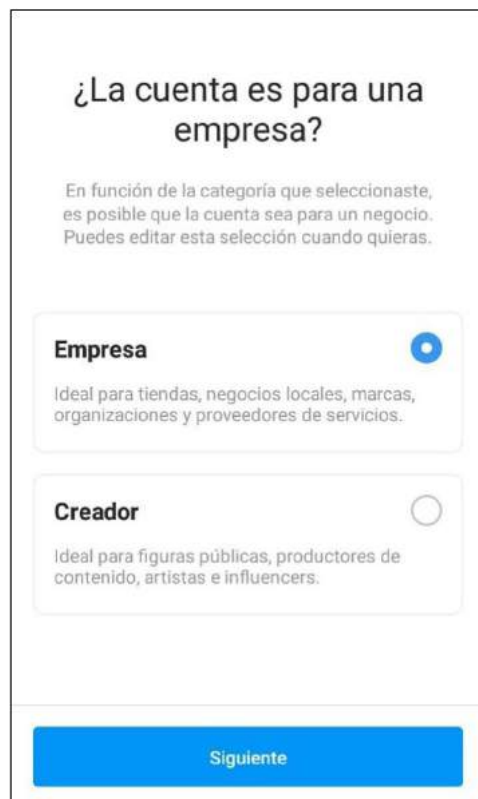 ¿La cuenta es para una
empresa?
En función de la categoría que seleccionaste,
es posible que la cuenta sea para un negocio.
Puedes editar esta selección cuando quieras.
Empresa
Ideal para tiendas, negocios locales, marcas,
organizaciones y proveedores de servicios.
Creador
Ideal para figuras públicas, productores de
contenido, artistas e influencers.
Siguiente